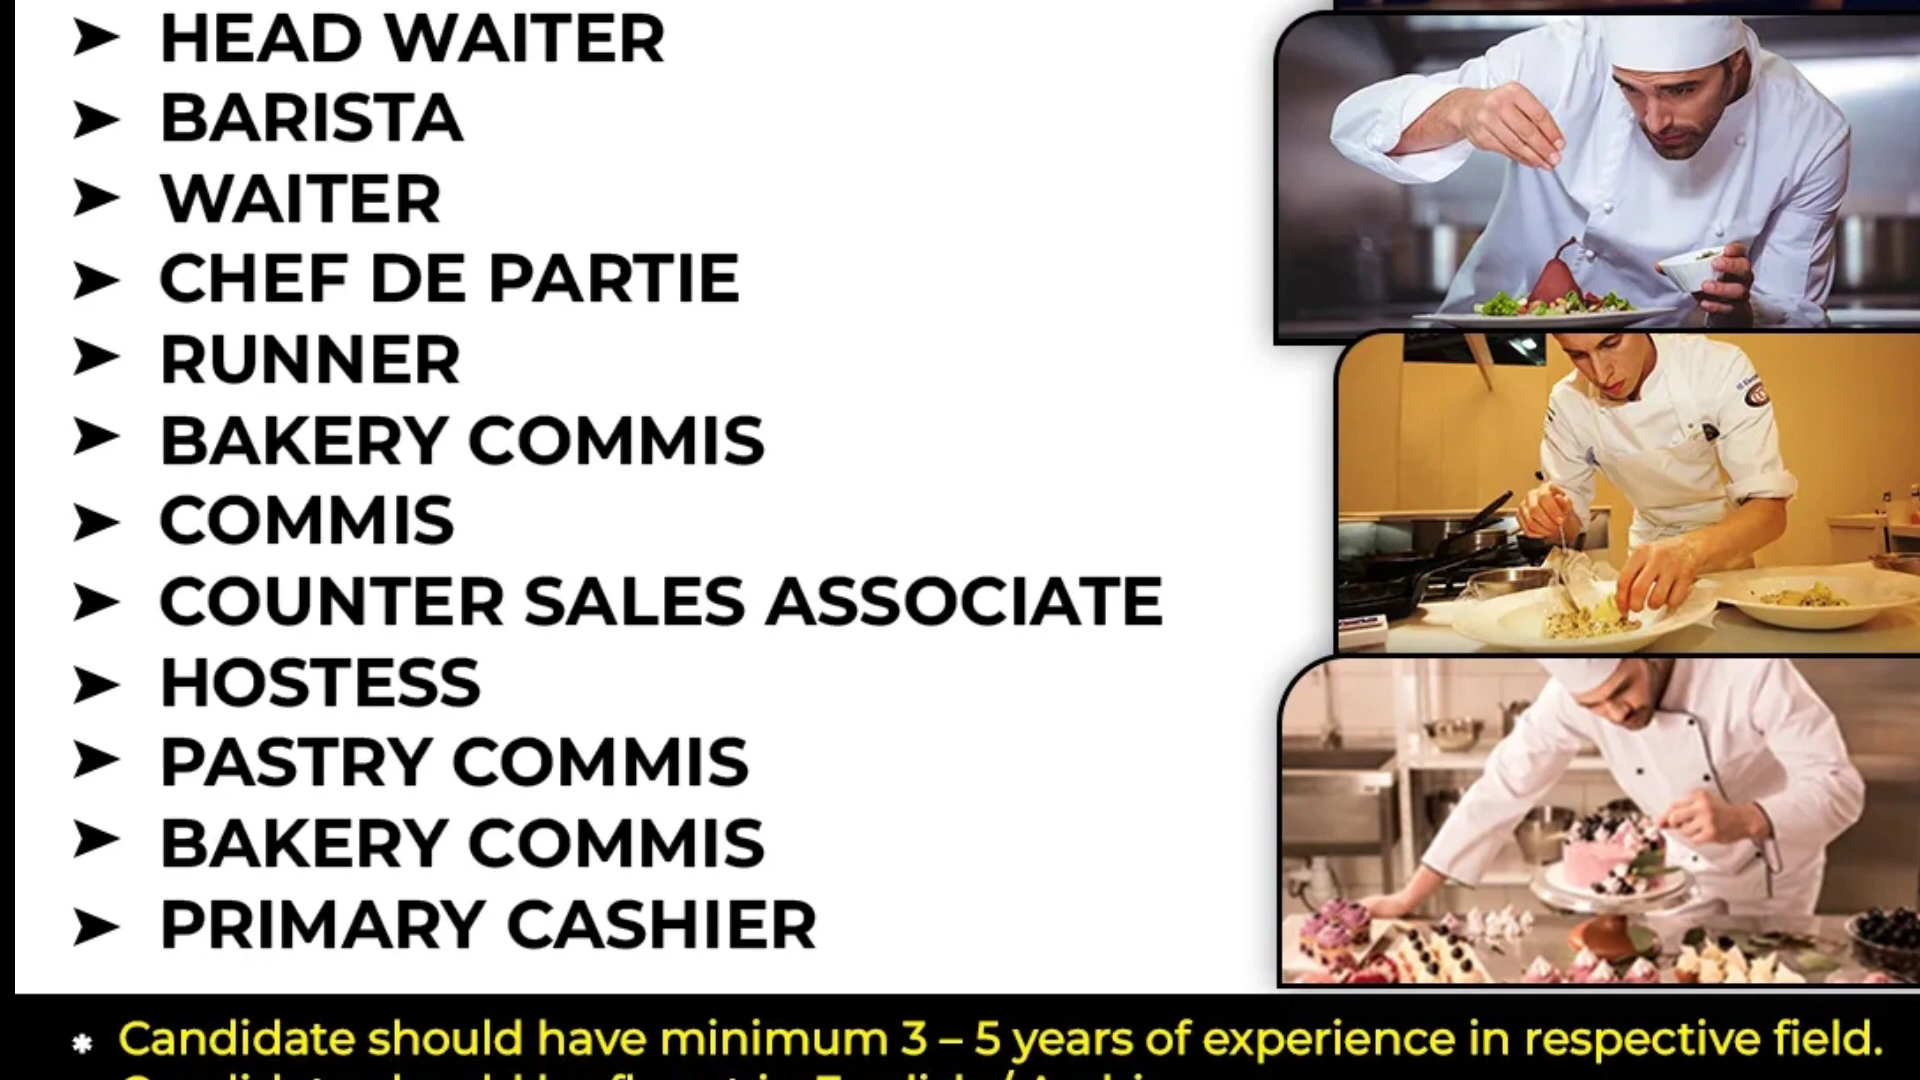 ➤ HEAD WAITER
➤ BARISTA
➤ WAITER
➤ CHEF DE PARTIE
➤ RUNNER
➤ BAKERY COMMIS
➤ COMMIS
➤ COUNTER SALES ASSOCIATE
➤ HOSTESS
➤ PASTRY COMMIS
➤ BAKERY COMMIS
➤ PRIMARY CASHIER
* Candidate should have minimum 3 – 5 years of experience in respective field.